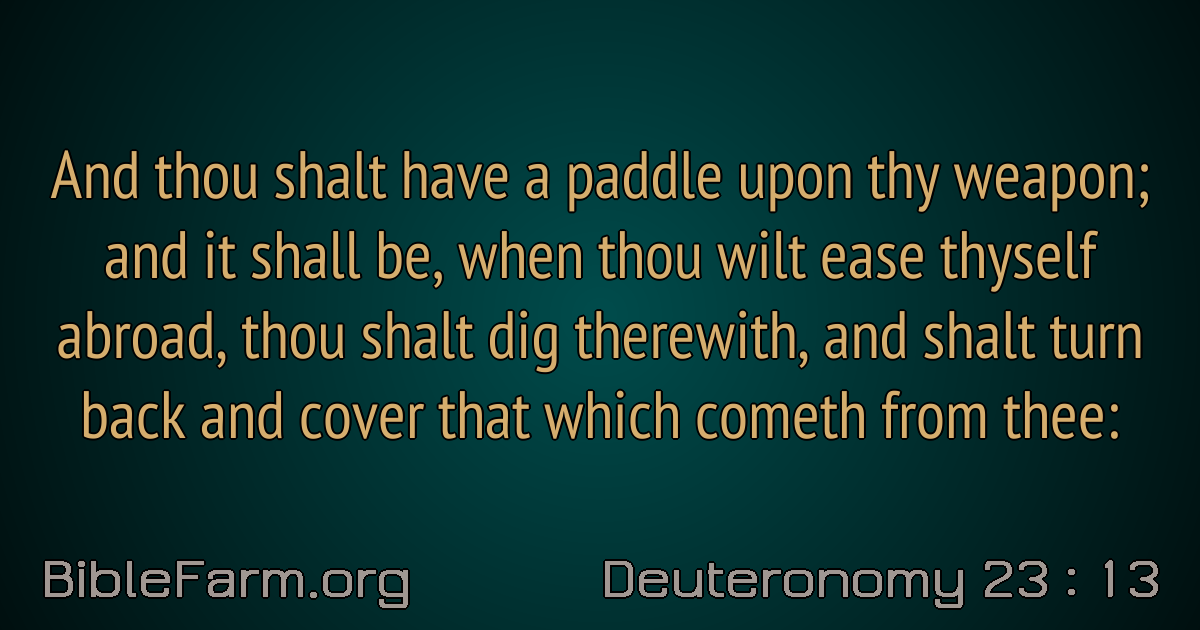 And thou shalt have a paddle upon thy weapon;
and it shall be, when thou wilt ease thyself
abroad, thou shalt dig therewith, and shalt turn
back and cover that which cometh from thee:
BibleFarm.org
Deuteronomy 23 : 13